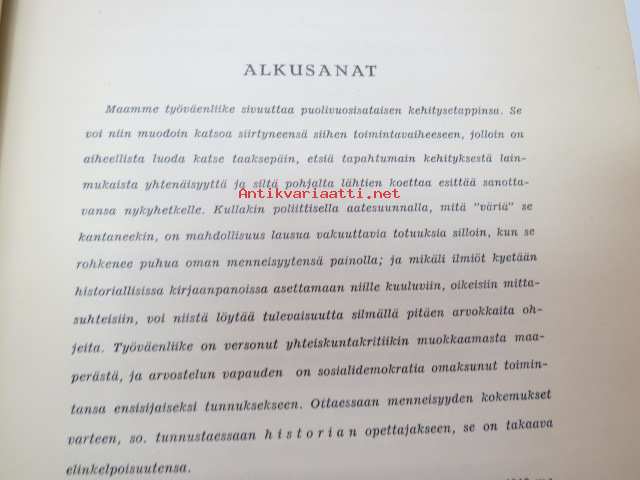 ALKUSANAT
Maamme työväenliike sivuuttaa puolivuosisataisen kehitysetappinsa. Se
voi niin muodoin katsoa siirtyneensä siihen toimintavaiheeseen, jolloin on
aiheellista luoda katse taaksepäin, etsiä tapahtumain kehityksestä lain-
mukaista yhtenäisyyttä ja siltä pohjalta lähtien koettaa esittää sanotta-
Antikvariaatti.net
vansa nykyhetkelle. Kullakin poliittisella aatesuunnalla, mitä "väriä" se
kantaneekin, on mahdollisuus lausua vakuuttavia totuuksia silloin, kun se
rohkenee puhua oman menneisyytensä painolla; ja mikäli ilmiöt kyetään
historiallisissa kirjaanpanoissa asettamaan niille kuuluviin, oikeisiin mitta-
suhteisiin, voi niistä löytää tulevaisuutta silmällä pitäen arvokkaita oh-
jeita. Työväenliike on versonut yhteiskuntakritiikin muokkaamasta maa-
perästä, ja arvostelun vapauden on sosialidemokratia omaksunut toimin-
tansa ensisijaiseksi tunnuksekseen. Ottaessaan menneisyyden kokemukset
varteen, so. tunnustaessaan historian opettajakseen, se on takaava
elinkelpoisuutensa.